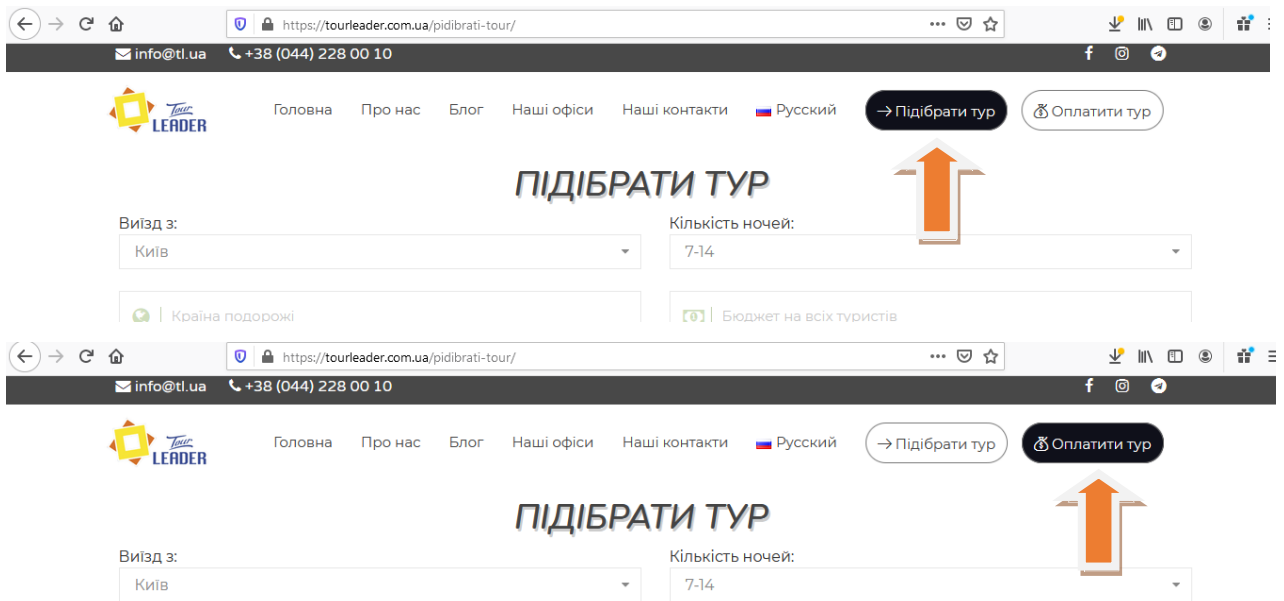 https://tourleader.com.ua/pidibrati-tour/
info@tl.ua +38 (044) 228 00 10
Tour LEADER Головна Про нас Блог Наші офіси Наші контакти Русский → Підібрати тур Оплатити тур
ПІДІБРАТИ ТУР
Виїзд з: Кількість ночей:
Київ 7-14
Країна подорожі Бюджет на всіх туристів
https://tourleader.com.ua/pidibrati-tour/
info@tl.ua +38 (044) 228 00 10
Tour LEADER Головна Про нас Блог Наші офіси Наші контакти Русский → Підібрати тур Оплатити тур
ПІДІБРАТИ ТУР
Виїзд з: Кількість ночей:
Київ 7-14